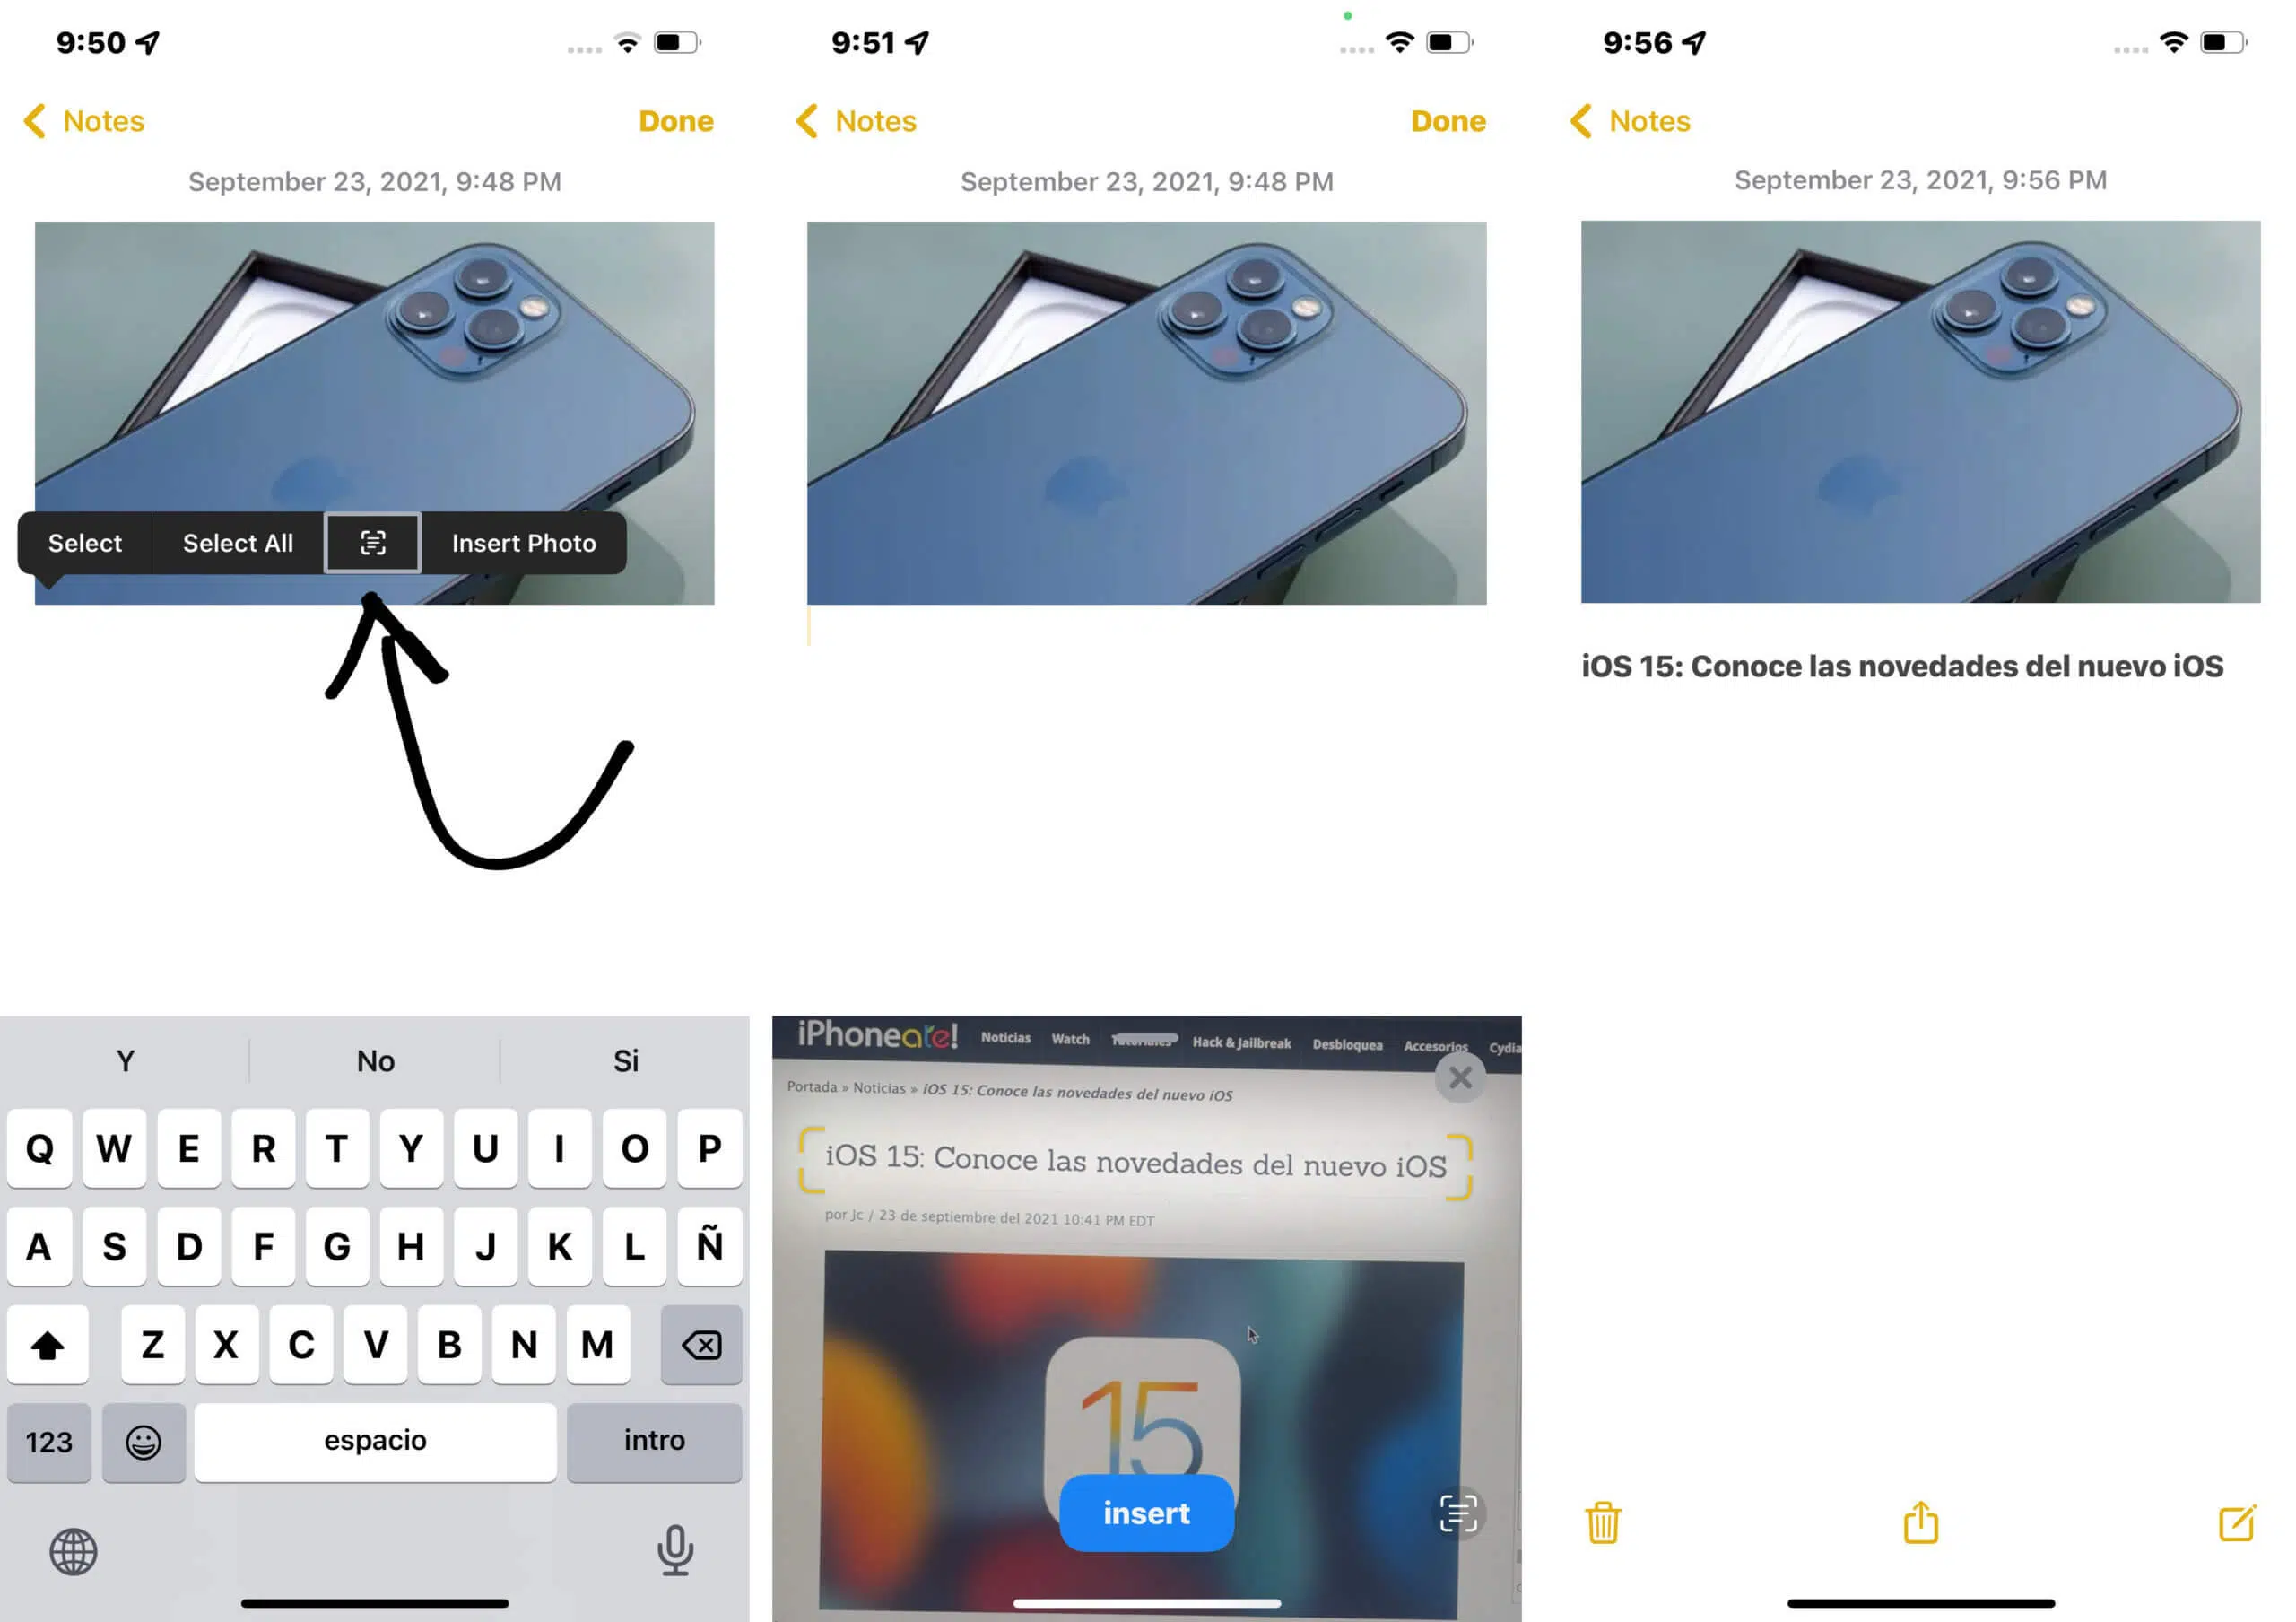 9:50
Notes
Done
September 23, 2021, 9:48 PM
Select
Select All
Insert Photo
Y
No
Si
Q W E R T Y U I O P
A S D F G H J K L Ñ
Z X C V B N M
123
espacio
intro
9:51
Notes
Done
September 23, 2021, 9:48 PM
iPhoneate!
Noticias
Watch
Tutoriales
Hack & Jailbreak
Desbloquea
Accesorios
Cydia
Portada » Noticias » iOS 15: Conoce las novedades del nuevo iOS
iOS 15: Conoce las novedades del nuevo iOS
por Jc / 23 de septiembre del 2021 10:41 PM EDT
15
insert
9:56
Notes
September 23, 2021, 9:56 PM
iOS 15: Conoce las novedades del nuevo iOS